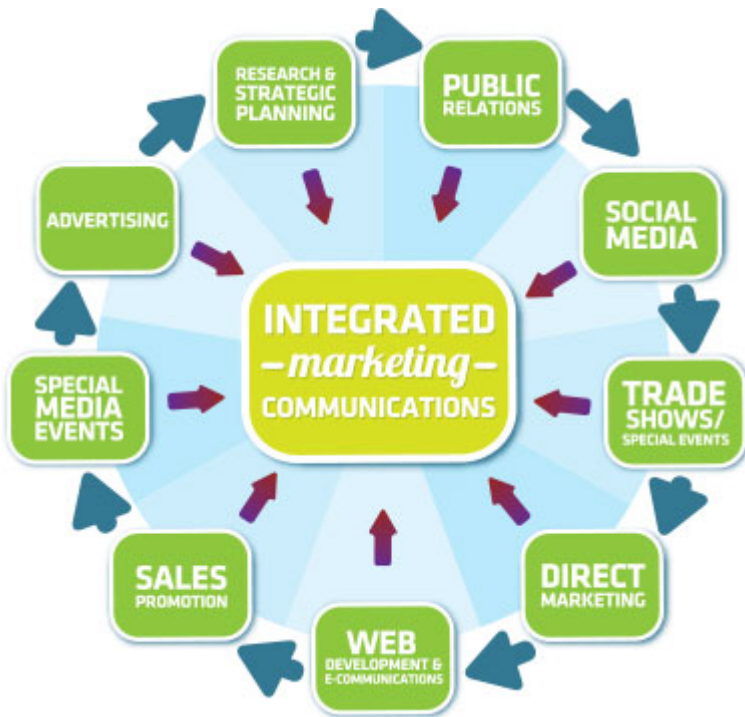 RESEARCH &
STRATEGIC
PLANNING
PUBLIC
RELATIONS
SOCIAL
MEDIA
TRADE
SHOWS/
SPECIAL EVENTS
DIRECT
MARKETING
WEB
DEVELOPMENT &
E-COMMUNICATIONS
SALES
PROMOTION
SPECIAL
MEDIA
EVENTS
ADVERTISING
INTEGRATED
–marketing–
COMMUNICATIONS